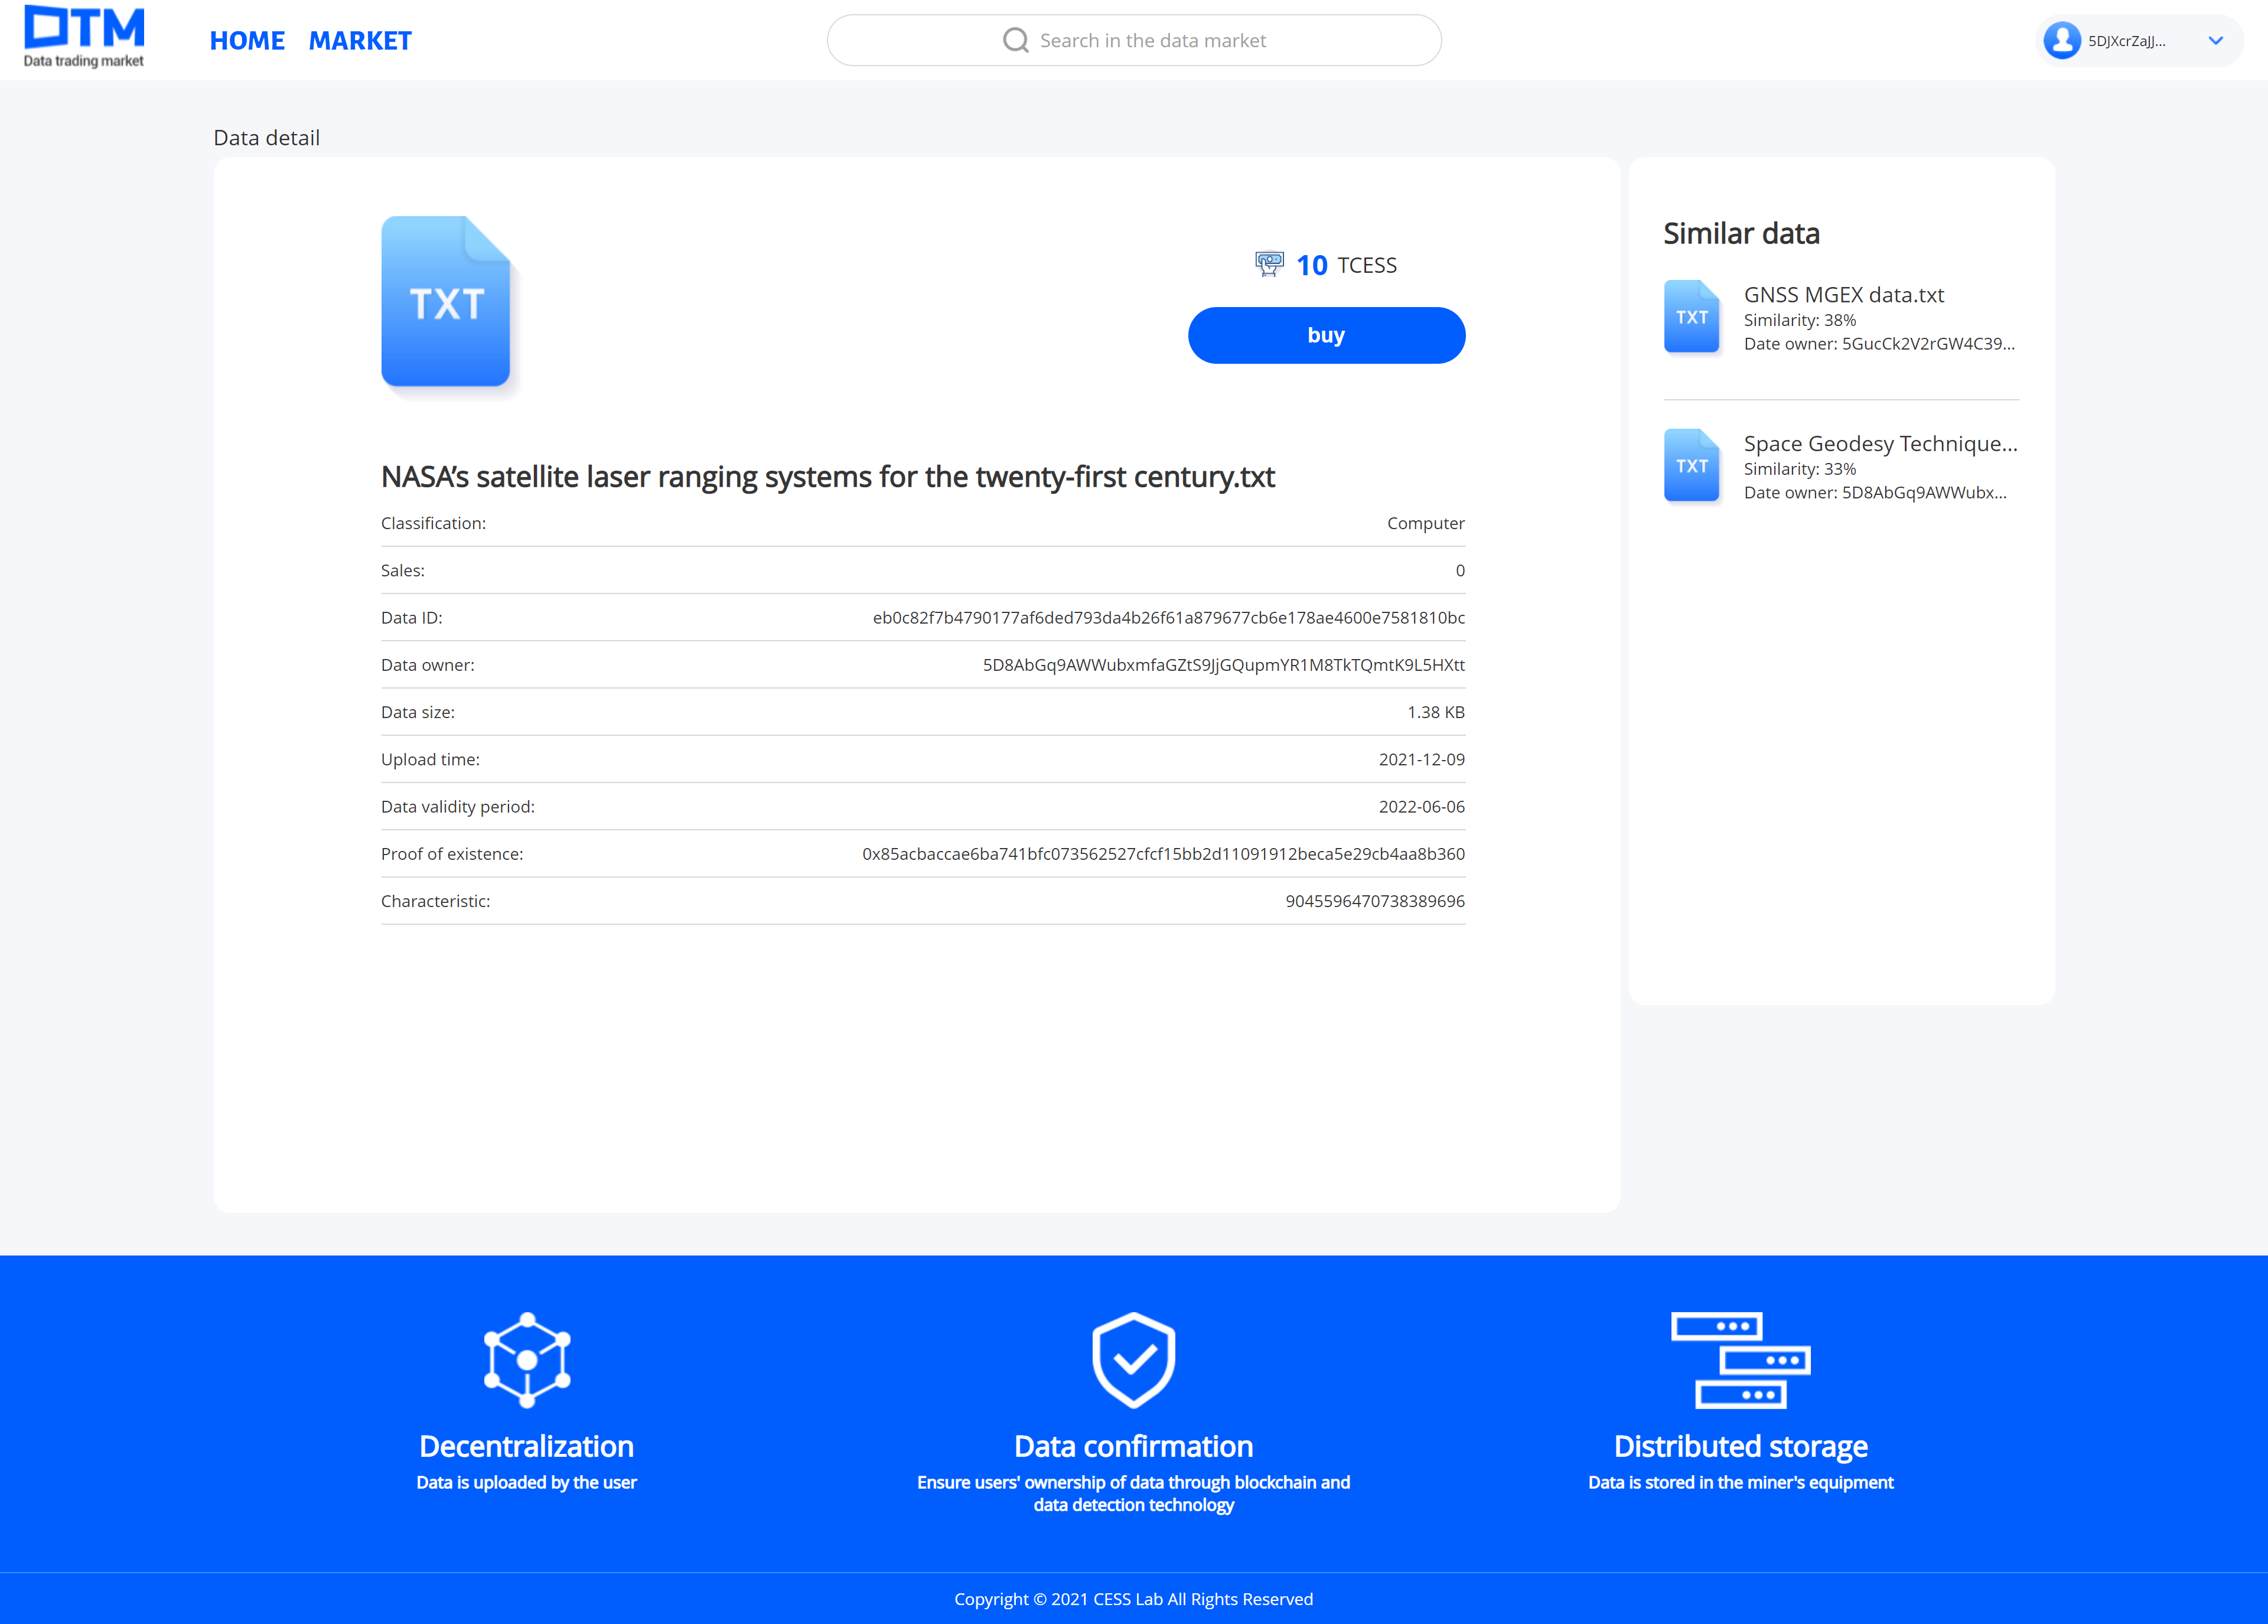 DTM
Data trading market
HOME MARKET
Search in the data market
5DJXcrZaJJ...
Data detail
TXT
10 TCESS
buy
NASA’s satellite laser ranging systems for the twenty-first century.txt
Classification: Computer
Sales: 0
Data ID: eb0c82f7b4790177af6ded793da4b26f61a879677cb6e178ae4600e7581810bc
Data owner: 5D8AbGq9AWWubxmfaGZtS9JjGQupmYR1M8TkTQmtK9L5HXtt
Data size: 1.38 KB
Upload time: 2021-12-09
Data validity period: 2022-06-06
Proof of existence: 0x85acbaccae6ba741bfc073562527cfcf15bb2d11091912beca5e29cb4aa8b360
Characteristic: 9045596470738389696
Similar data
TXT
GNSS MGEX data.txt
Similarity: 38%
Date owner: 5GucCk2V2rGW4C39...
TXT
Space Geodesy Technique...
Similarity: 33%
Date owner: 5D8AbGq9AWWubx...
Decentralization
Data is uploaded by the user
Data confirmation
Ensure users' ownership of data through blockchain and
data detection technology
Distributed storage
Data is stored in the miner's equipment
Copyright © 2021 CESS Lab All Rights Reserved